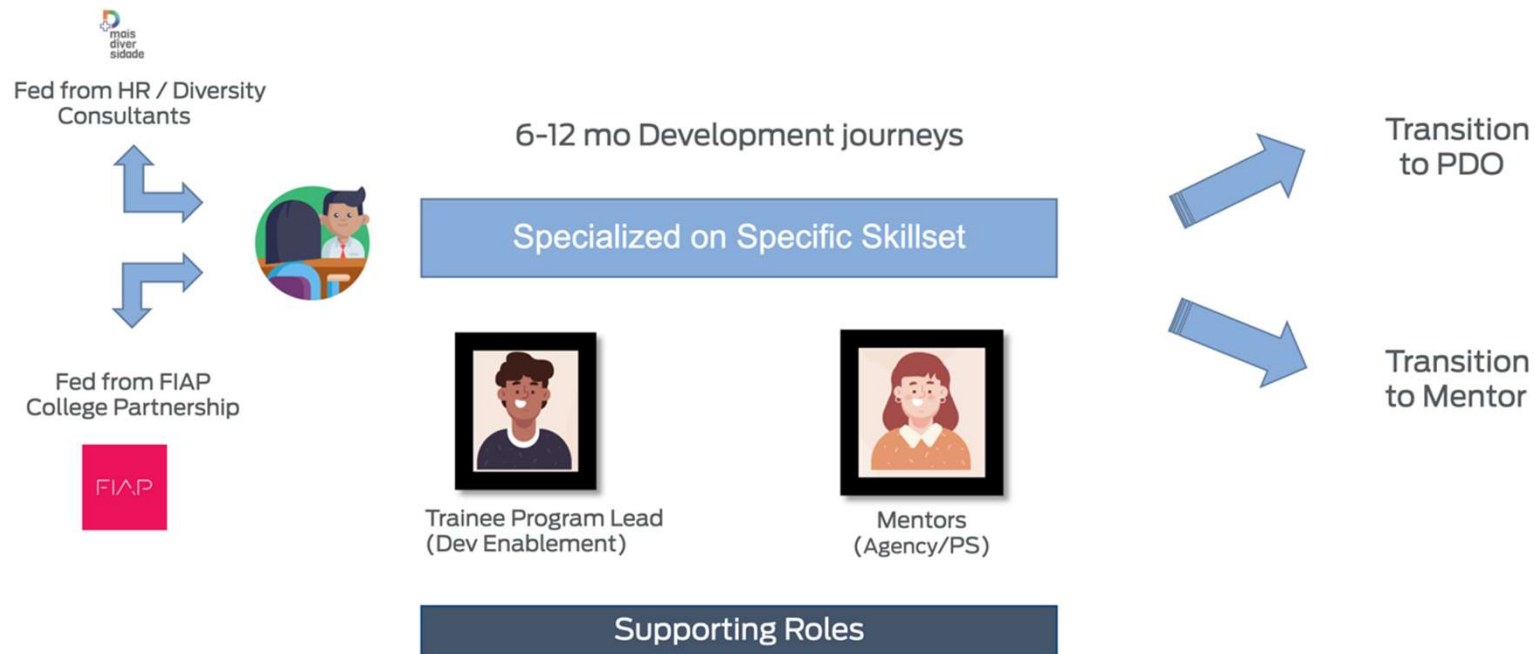 mais
diver
sidade
Fed from HR / Diversity
Consultants
6-12 mo Development journeys
Specialized on Specific Skillset
Transition
to PDO
Fed from FIAP
College Partnership
FIAP
Trainee Program Lead
(Dev Enablement)
Mentors
(Agency/PS)
Transition
to Mentor
Supporting Roles